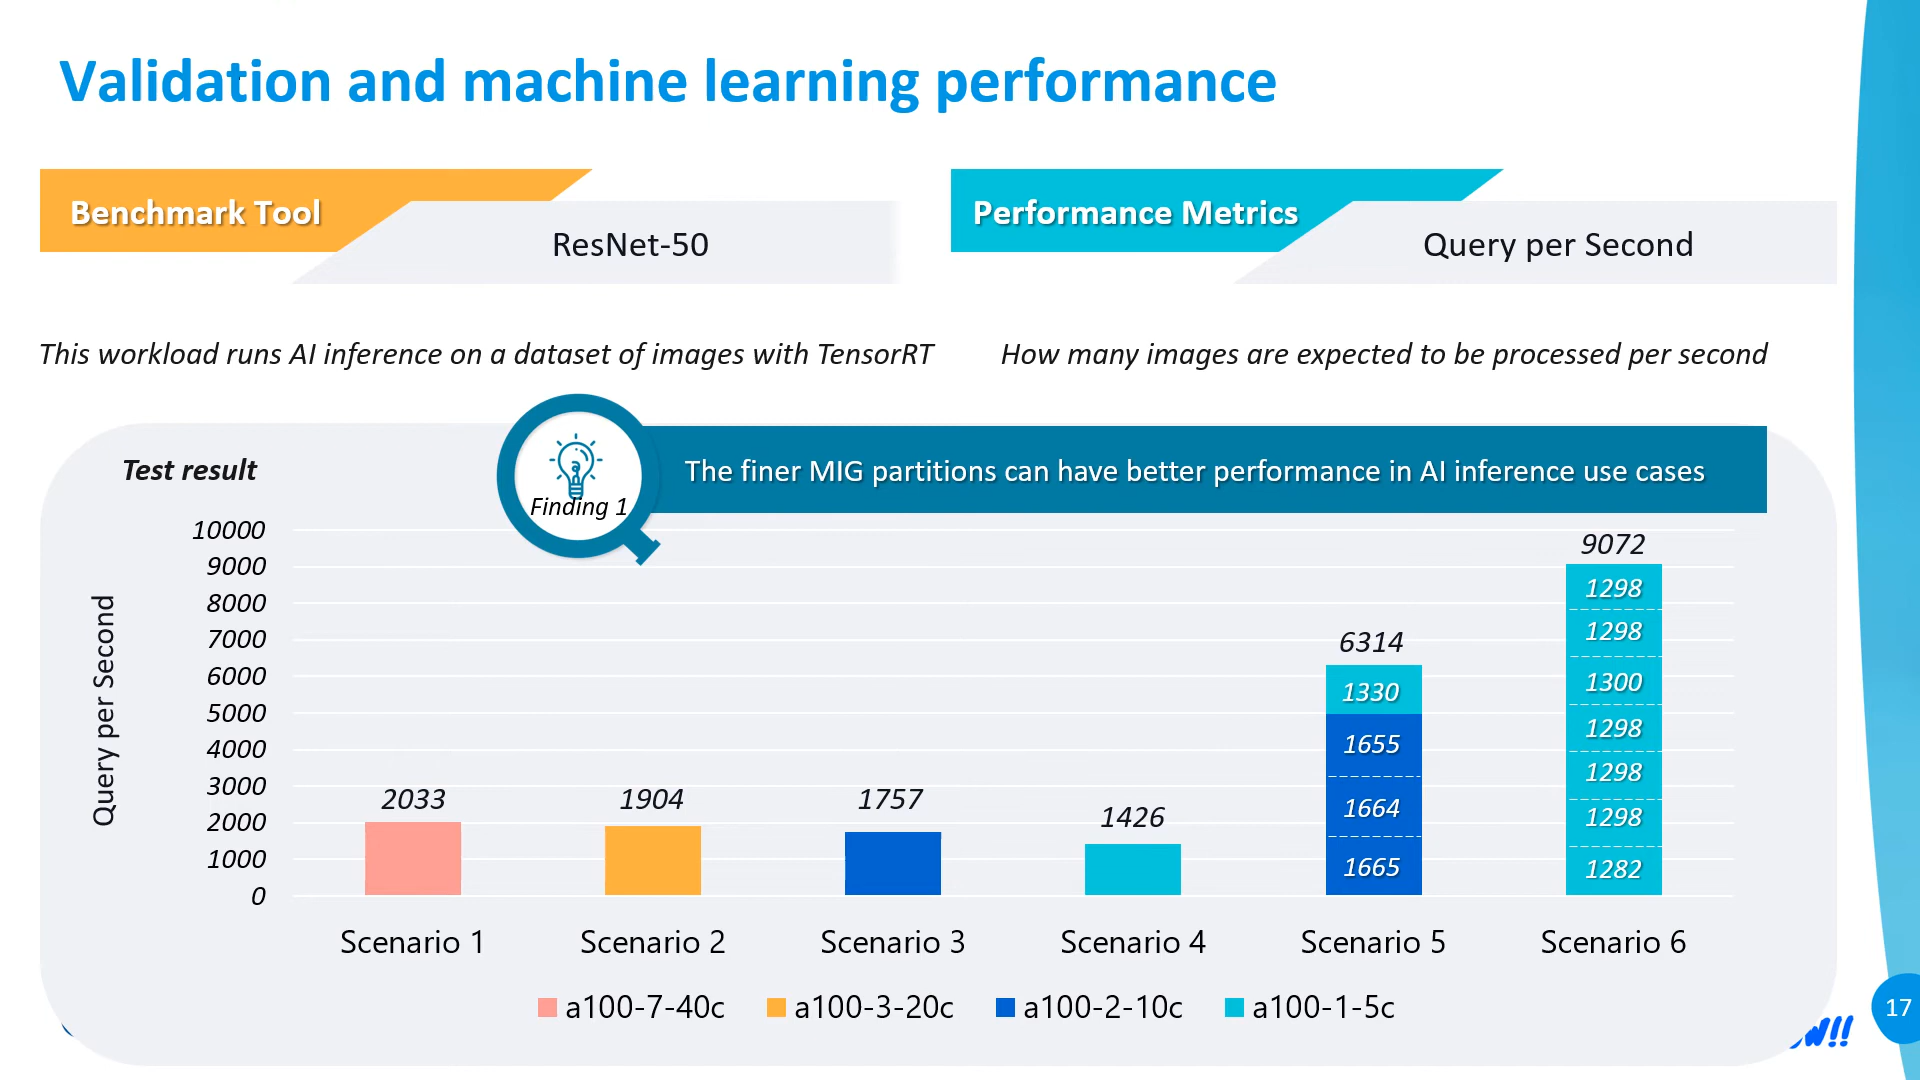 Validation and machine learning performance
Benchmark Tool
ResNet-50
Performance Metrics
Query per Second
This workload runs AI inference on a dataset of images with TensorRT
How many images are expected to be processed per second
Test result
Finding 1
The finer MIG partitions can have better performance in AI inference use cases
Query per Second
10000
9000
8000
7000
6000
5000
4000
3000
2000
1000
0
2033
1904
1757
1426
6314
1330
1655
1664
1665
9072
1298
1298
1300
1298
1298
1298
1282
Scenario 1
Scenario 2
Scenario 3
Scenario 4
Scenario 5
Scenario 6
a100-7-40c
a100-3-20c
a100-2-10c
a100-1-5c
17